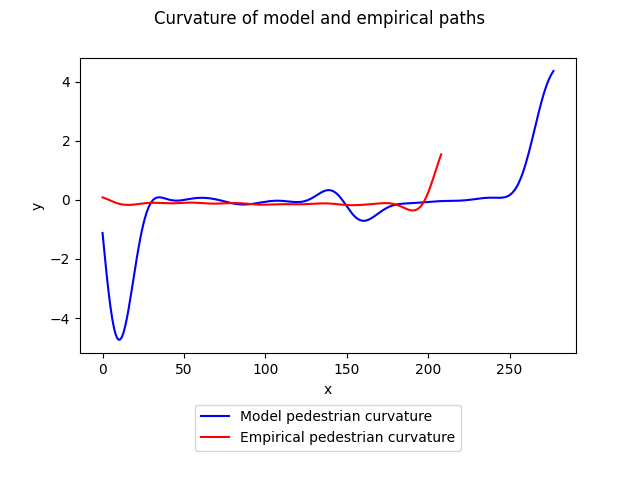 Curvature of model and empirical paths
4
2
0
−2
−4
y
0 50 100 150 200 250
x
Model pedestrian curvature
Empirical pedestrian curvature